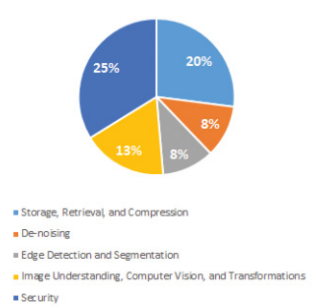 25%
20%
8%
13%
8%
Storage, Retrieval, and Compression
De-noising
Edge Detection and Segmentation
Image Understanding, Computer Vision, and Transformations
Security